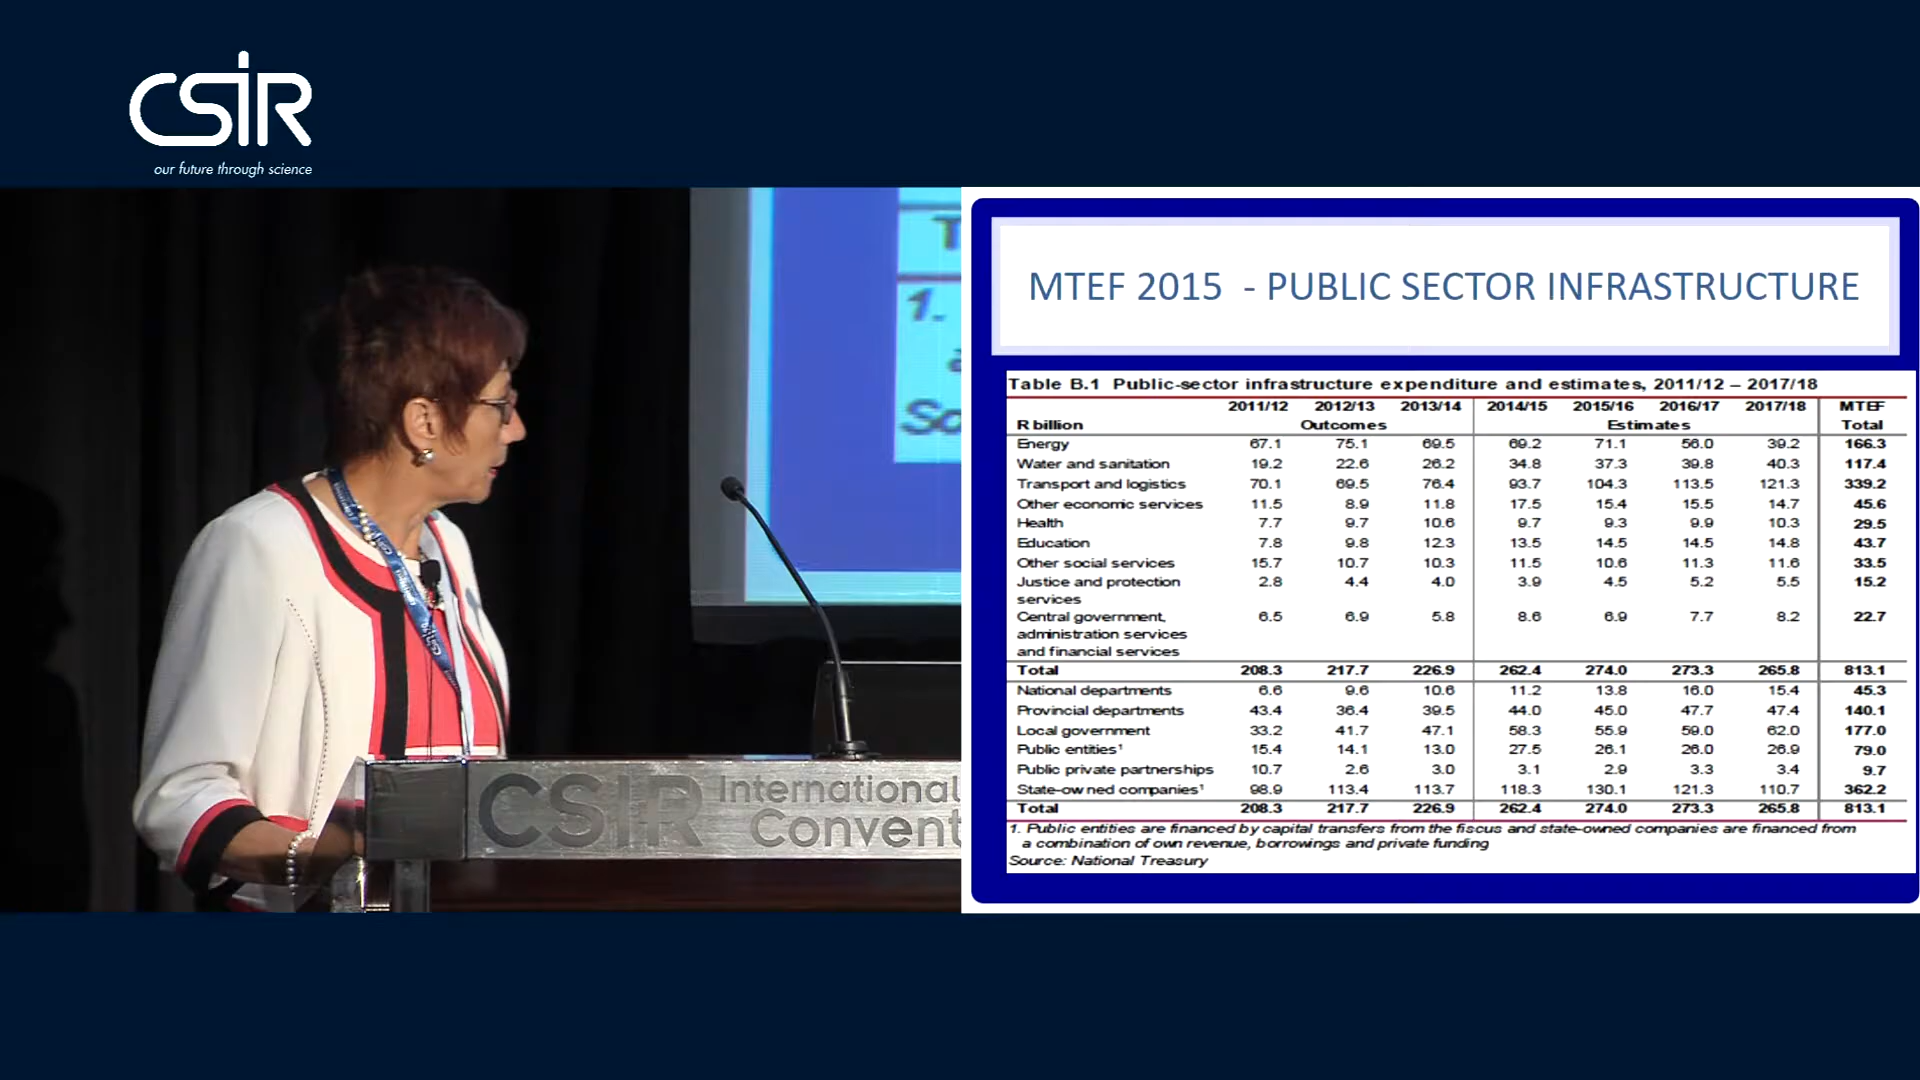 CSIR
our future through science
T
1.
So
CSIR International
Convent
MTEF 2015 - PUBLIC SECTOR INFRASTRUCTURE
Table B.1 Public-sector infrastructure expenditure and estimates, 2011/12 – 2017/18
2011/12 2012/13 2013/14 2014/15 2015/16 2016/17 2017/18 MTEF
R billion Outcomes Estimates Total
Energy 67.1 75.1 69.5 69.2 71.1 56.0 39.2 166.3
Water and sanitation 19.2 22.6 26.2 34.8 37.3 39.8 40.3 117.4
Transport and logistics 70.1 69.5 76.4 93.7 104.3 113.5 121.3 339.2
Other economic services 11.5 8.9 11.8 17.5 15.4 15.5 14.7 45.6
Health 7.7 9.7 10.6 9.7 9.3 9.9 10.3 29.5
Education 7.8 9.8 12.3 13.5 14.5 14.5 14.8 43.7
Other social services 15.7 10.7 10.3 11.5 10.6 11.3 11.6 33.5
Justice and protection 2.8 4.4 4.0 3.9 4.5 5.2 5.5 15.2
services
Central government, 6.5 6.9 5.8 8.6 6.9 7.7 8.2 22.7
administration services
and financial services
Total 208.3 217.7 226.9 262.4 274.0 273.3 265.8 813.1
National departments 6.6 9.6 10.6 11.2 13.8 16.0 15.4 45.3
Provincial departments 43.4 36.4 39.5 44.0 45.0 47.7 47.4 140.1
Local government 33.2 41.7 47.1 58.3 55.9 59.0 62.0 177.0
Public entities¹ 15.4 14.1 13.0 27.5 26.1 26.0 26.9 79.0
Public private partnerships 10.7 2.6 3.0 3.1 2.9 3.3 3.4 9.7
State-owned companies¹ 98.9 113.4 113.7 118.3 130.1 121.3 110.7 362.2
Total 208.3 217.7 226.9 262.4 274.0 273.3 265.8 813.1
1. Public entities are financed by capital transfers from the fiscus and state-owned companies are financed from
a combination of own revenue, borrowings and private funding
Source: National Treasury